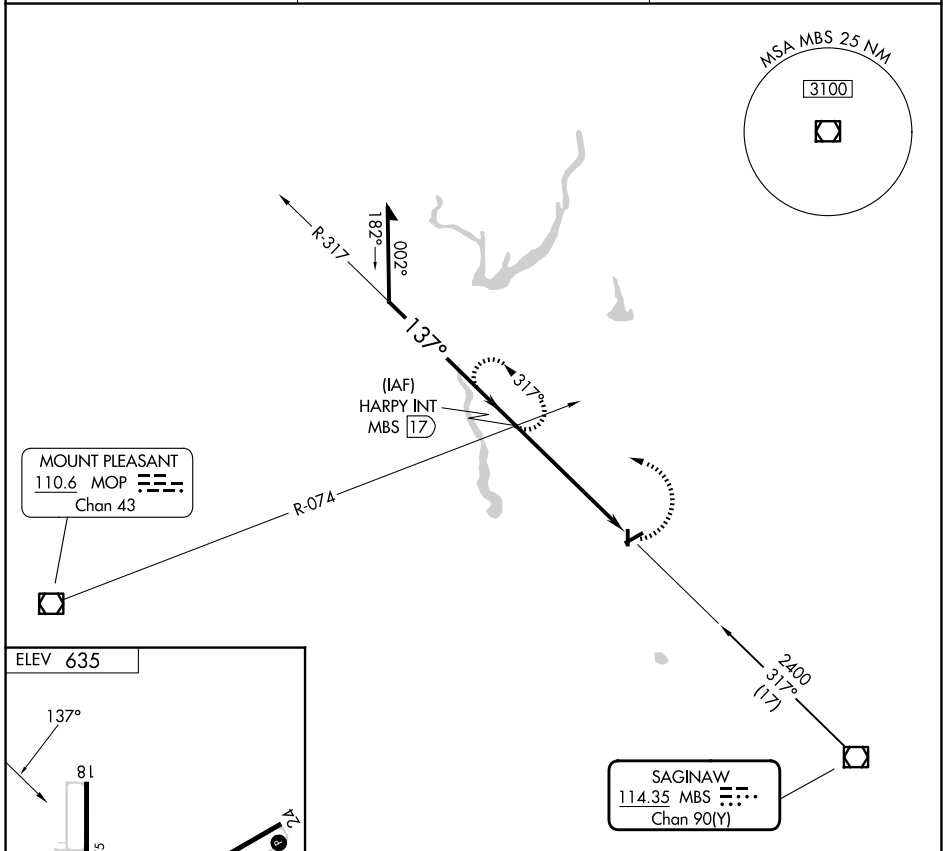 MSA MBS 25 NM
3100
R-317
182°
002°
137°
317°
(IAF)
HARPY INT
MBS 17
MOUNT PLEASANT
110.6 MOP
Chan 43
R-074
2400
317°
(17)
SAGINAW
114.35 MBS
Chan 90(Y)
ELEV 635
137°
18
24
P